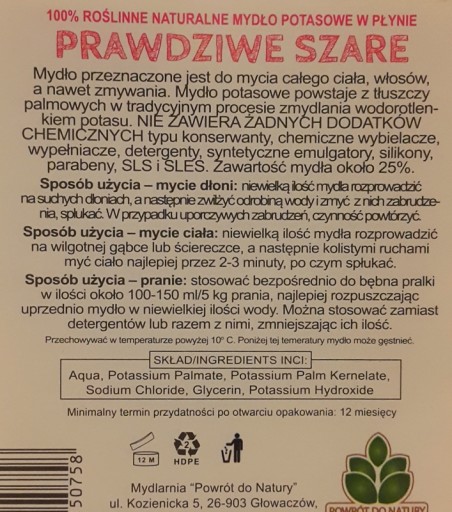 100% ROŚLINNE NATURALNE MYDŁO POTASOWE W PŁYNIE
PRAWDZIWE SZARE
Mydło przeznaczone jest do mycia całego ciała, włosów,
a nawet zmywania. Mydło potasowe powstaje z tłuszczy
palmowych w tradycyjnym procesie zmydlania wodorotlen-
kiem potasu. NIE ZAWIERA ŻADNYCH DODATKÓW
CHEMICZNYCH typu konserwanty, chemiczne wybielacze,
wypełniacze, detergenty, syntetyczne emulgatory, silikony,
parabeny, SLS i SLES. Zawartość mydła około 25%.
Sposób użycia – mycie dłoni: niewielką ilość mydła rozprowadzić
na suchych dłoniach, a następnie zwilżyć odrobiną wody i zmyć z nich zabrudze-
nia, spłukać. W przypadku uporczywych zabrudzeń, czynność powtórzyć.
Sposób użycia – mycie ciała: niewielką ilość mydła rozprowadzić
na wilgotnej gąbce lub ściereczce, a następnie kolistymi ruchami
myć ciało najlepiej przez 2-3 minuty, po czym spłukać.
Sposób użycia – pranie: stosować bezpośrednio do bębna pralki
w ilości około 100-150 ml/5 kg prania, najlepiej rozpuszczając
uprzednio mydło w niewielkiej ilości wody. Można stosować zamiast
detergentów lub razem z nimi, zmniejszając ich ilość.
Przechowywać w temperaturze powyżej 10° C. Poniżej tej temeratury mydło może gęstnieć.
SKŁAD/INGREDIENTS INCI:
Aqua, Potassium Palmate, Potassium Palm Kernelate,
Sodium Chloride, Glycerin, Potassium Hydroxide
Minimalny termin przydatności po otwarciu opakowania: 12 miesięcy
12 M
2
HDPE
50758
Mydlarnia "Powrót do Natury"
ul. Kozienicka 5, 26-903 Głowaczów,
POWRÓT DO NATURY